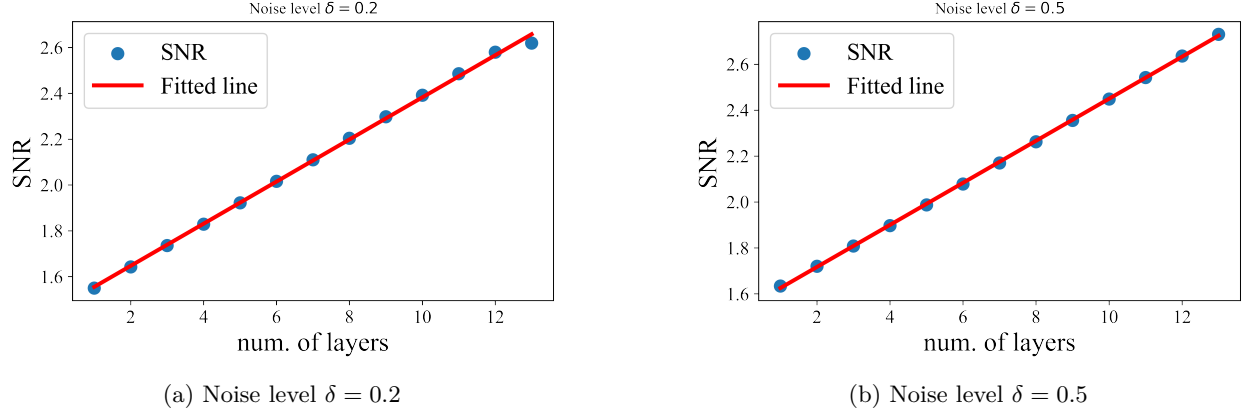 Noise level δ = 0.2
SNR
Fitted line
2.6
2.4
2.2
2.0
1.8
1.6
SNR
2 4 6 8 10 12
num. of layers
(a) Noise level δ = 0.2
Noise level δ = 0.5
SNR
Fitted line
2.6
2.4
2.2
2.0
1.8
1.6
SNR
2 4 6 8 10 12
num. of layers
(b) Noise level δ = 0.5